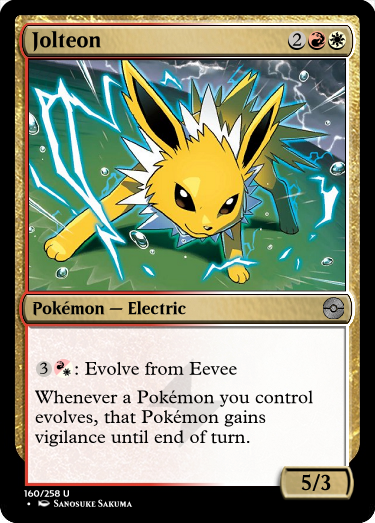 Jolteon 2
Pokémon — Electric
3 : Evolve from Eevee
Whenever a Pokémon you control
evolves, that Pokémon gains
vigilance until end of turn.
5/3
160/258 U
• Sanosuke Sakuma